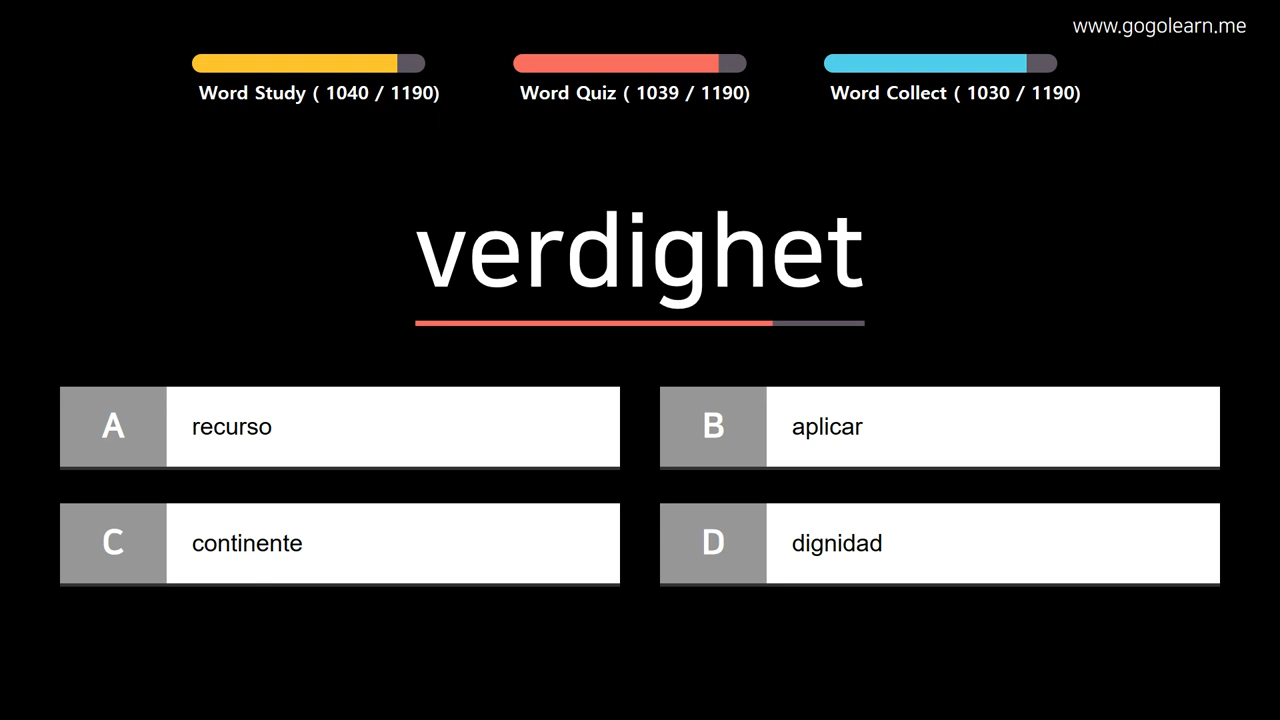 www.gogolearn.me
Word Study ( 1040 / 1190)
Word Quiz ( 1039 / 1190)
Word Collect ( 1030 / 1190)
verdighet
A recurso
B aplicar
C continente
D dignidad